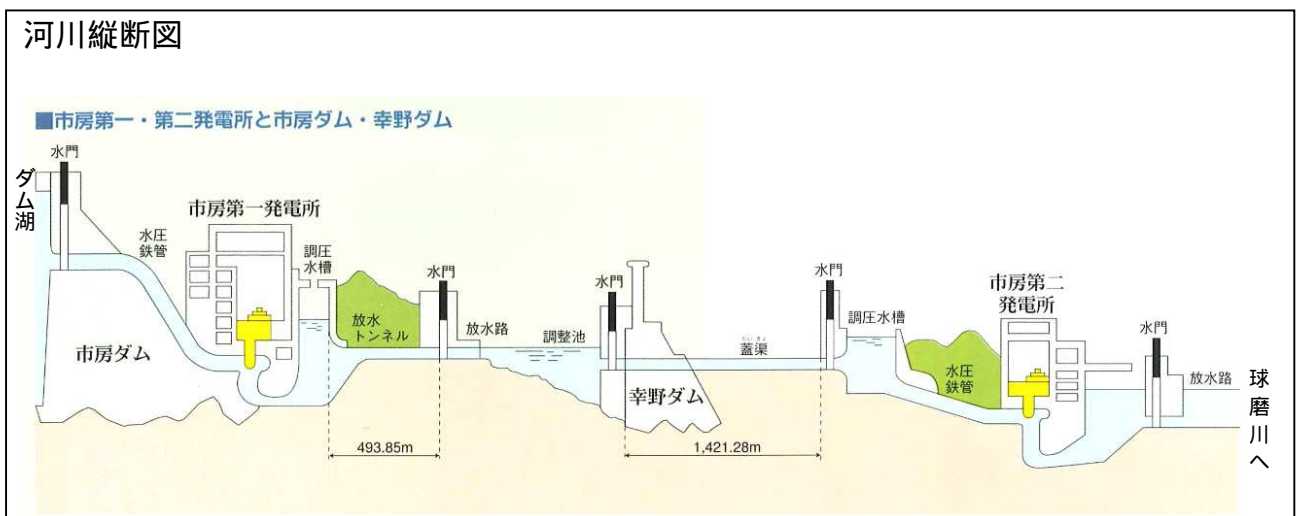 河川縦断図
■市房第一・第二発電所と市房ダム・幸野ダム
水門
ダム湖
水圧
鉄管
市房第一発電所
調圧
水槽
市房ダム
放水
トンネル
水門
放水路
調整池
水門
幸野ダム
がいきょ
蓋渠
水門
調圧水槽
市房第二
発電所
水圧
鉄管
水門
放水路
球磨川へ
493.85m
1,421.28m